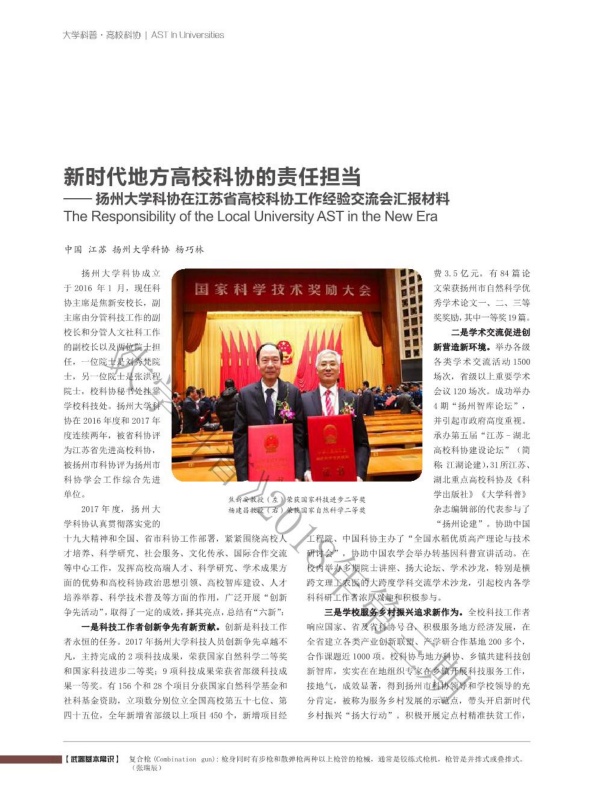 大学科普·高校科协 | AST In Universities
新时代地方高校科协的责任担当
—— 扬州大学科协在江苏省高校科协工作经验交流会汇报材料
The Responsibility of the Local University AST in the New Era
中国 江苏 扬州大学科协 杨巧林
扬州大学科协成立
于 2016 年 1 月，现任科
协主席是焦新安校长，副
主席由分管科技工作的副
校长和分管人文社科工作
的副校长以及两位院士担
任，一位院士是刘秀梵院
士，另一位院士是张洪程
院士，校科协秘书处挂靠
学校科技处。扬州大学科
协在 2016 年度和 2017 年
度连续两年，被省科协评
为江苏省先进高校科协，
被扬州市科协评为扬州市
科协学会工作综合先进
单位。
2017 年度，扬州大
学科协认真贯彻落实党的
十九大精神和全国、省市科协工作部署，紧紧围绕高校人
才培养、科学研究、社会服务、文化传承、国际合作交流
等中心工作，发挥高校高端人才、科学研究、学术成果方
面的优势和高校科协政治思想引领、高校智库建设、人才
培养举荐、科学技术普及等方面的作用，广泛开展“创新
争先活动”，取得了一定的成效，择其亮点，总结有“六新”：
一是科技工作者创新争先有新贡献。创新是科技工作
者永恒的任务。2017 年扬州大学科技人员创新争先卓越不
凡，主持完成的 2 项科技成果，荣获国家自然科学二等奖
和国家科技进步二等奖；9 项科技成果荣获省部级科技成
果一等奖，有 156 个和 28 个项目分获国家自然科学基金和
社科基金资助，立项数分别位立全国高校第五十七位、第
四十五位，全年新增省部级以上项目 450 个，新增项目经
国家科学技术奖励大会
焦新安教授（左）荣获国家科技进步二等奖
杨建昌教授（右）荣获国家自然科学二等奖
费 3.5 亿元。有 84 篇论
文荣获扬州市自然科学优
秀学术论文一、二、三等
奖奖励，其中一等奖 19 篇。
二是学术交流促进创
新营造新环境。举办各级
各类学术交流活动 1500
场次，省级以上重要学术
会议 120 场次。成功举办
4 期“扬州智库论坛”，
并引起市政府高度重视。
承办第五届“江苏－湖北
高校科协建设论坛”（简
称：江湖论建），31所江苏、
湖北重点高校科协及《科
学出版社》《大学科普》
杂志编辑部的代表参与了
“扬州论建”。协助中国
工程院、中国科协主办了“全国水稻优质高产理论与技术
研讨会”，协助中国农学会举办转基因科普宣讲活动，在
校内举办多期院士讲座、扬大论坛、学术沙龙，特别是横
跨文理工农医的大跨度学科交流学术沙龙，引起校内各学
科科研工作者浓厚兴趣和积极参与。
三是学校服务乡村振兴追求新作为。全校科技工作者
响应国家、省及省科协号召，积极服务地方经济发展，在
全省建立各类产业创新联盟、产学研合作基地 200 多个，
合作课题近 1000 项。校科协与地方科协、乡镇共建科技创
新智库，实实在在地组织专家在乡镇开展科技服务工作，
接地气，成效显著，得到扬州市科协领导和学校领导的充
分肯定，被称为服务乡村发展的示范点，带头开启新时代
乡村振兴“扬大行动”。积极开展定点村精准扶贫工作，
【武器基本常识】 复合枪（Combination gun）：枪身同时有步枪和散弹枪两种以上枪管的枪械，通常是铰练式枪机，枪管是并排式或叠排式。
（张瑞辰）